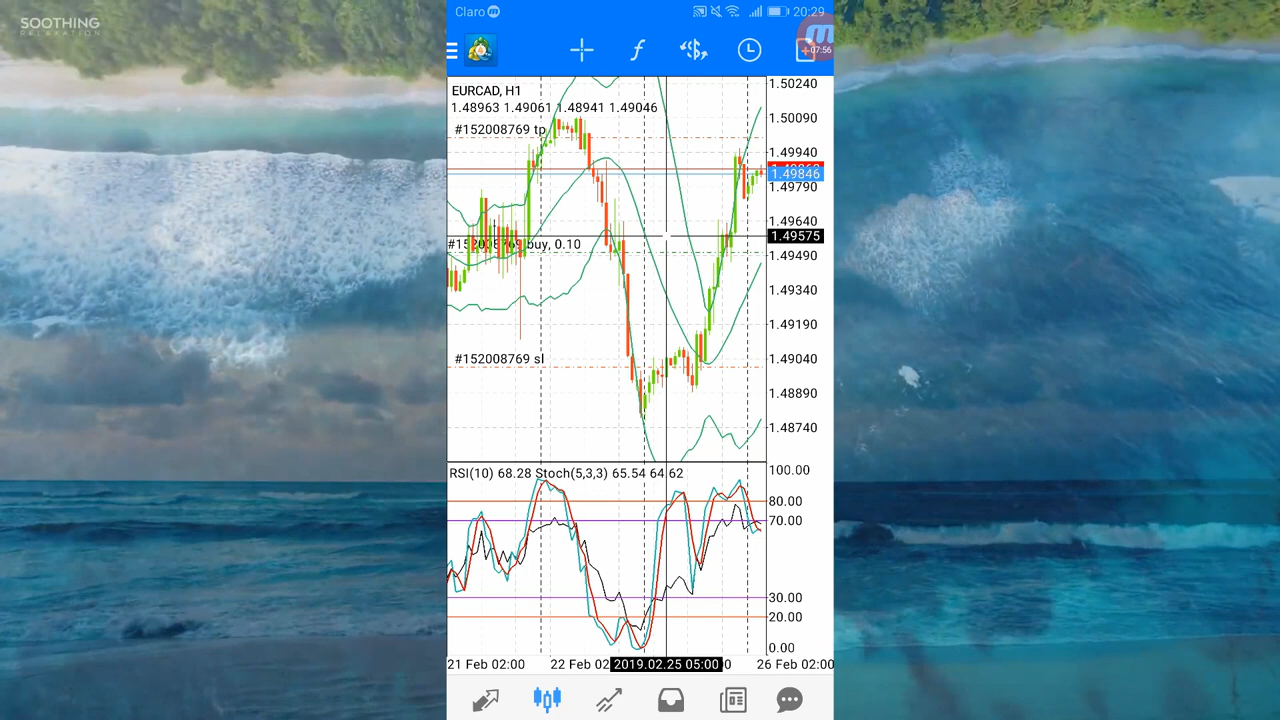 SOOTHING
RELAXATION
Claro
20:29
07:56
EURCAD, H1
1.48963 1.49061 1.48941 1.49046
#152008769 tp
#152008769 buy, 0.10
#152008769 sl
1.50240
1.50090
1.49940
1.49846
1.49790
1.49640
1.49575
1.49490
1.49340
1.49190
1.49040
1.48890
1.48740
RSI(10) 68.28 Stoch(5,3,3) 65.54 64.62
100.00
80.00
70.00
30.00
20.00
0.00
21 Feb 02:00 22 Feb 02 2019.02.25 05:00 26 Feb 02:00